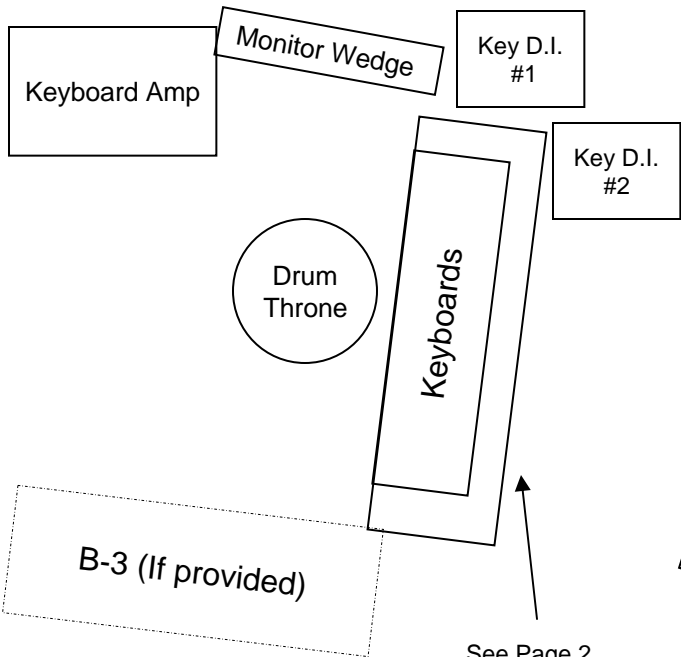 Monitor Wedge
Key D.I.
#1
Keyboard Amp
Key D.I.
#2
Keyboards
Drum
Throne
B-3 (If provided)
See Page 2